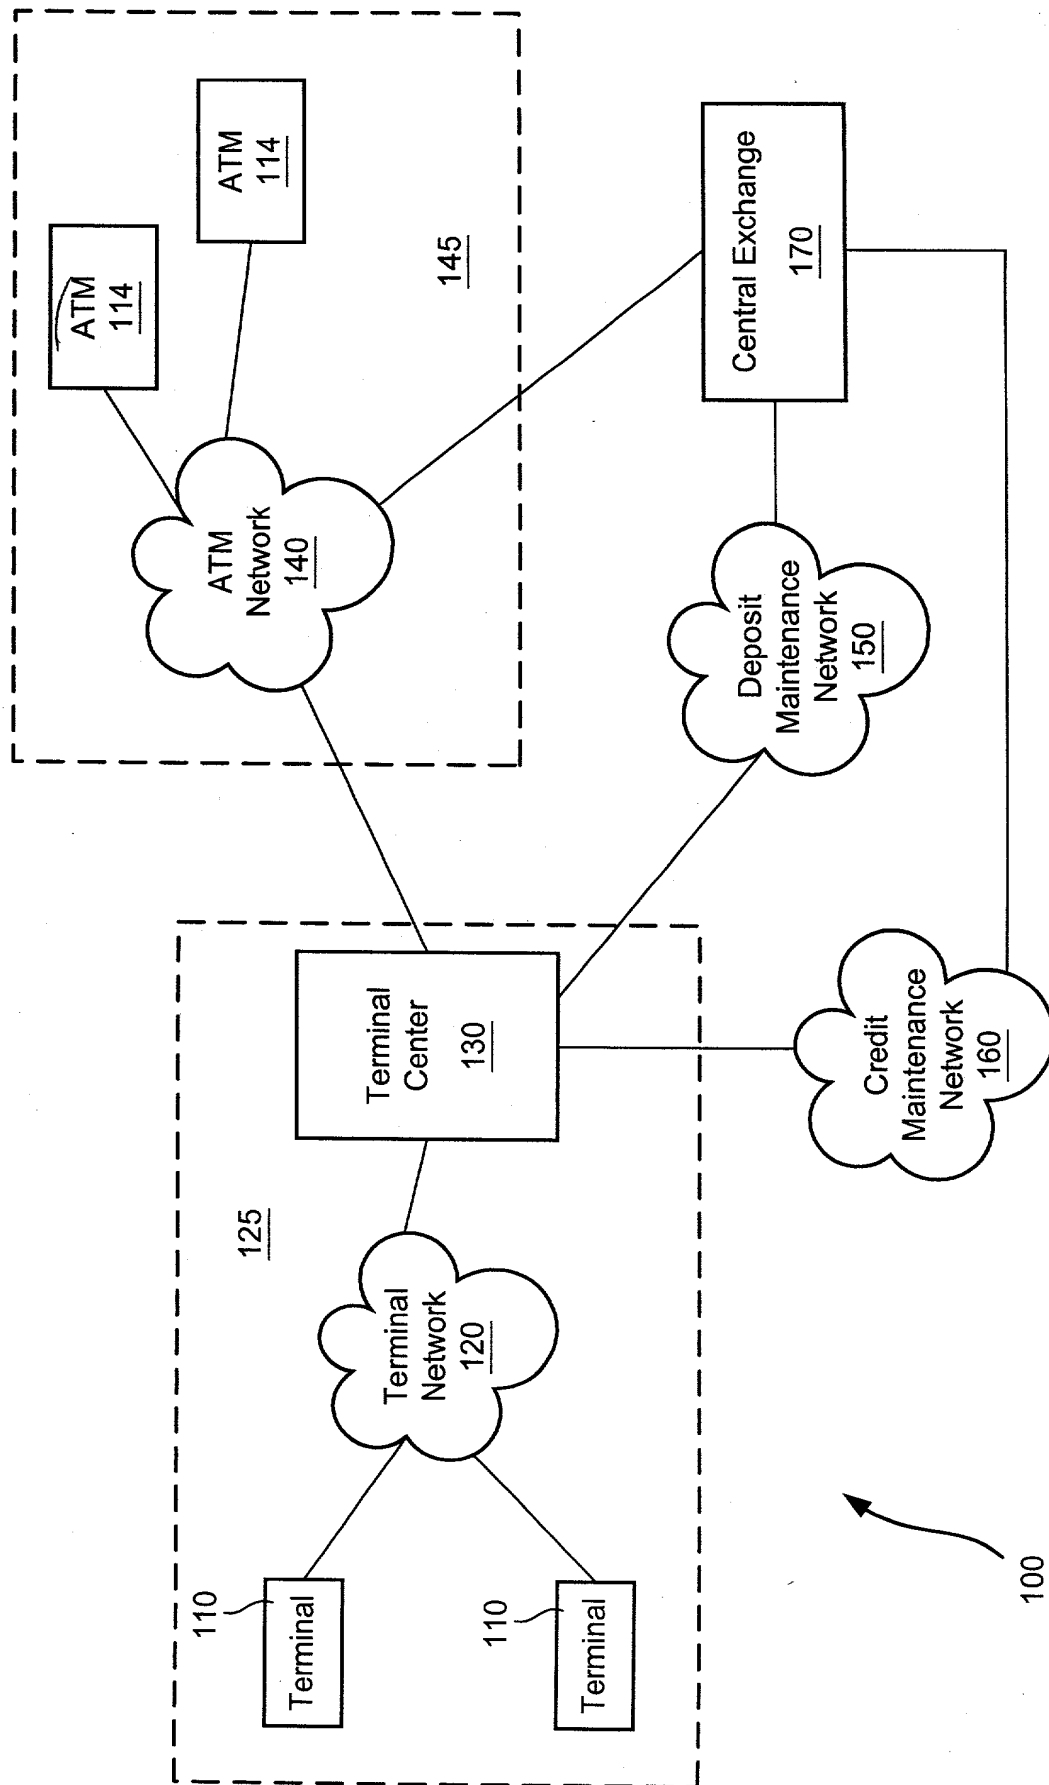 110
Terminal
110
Terminal
125
Terminal
Network
120
Terminal
Center
130
ATM
Network
140
ATM
114
ATM
114
145
Credit
Maintenance
Network
160
Deposit
Maintenance
Network
150
Central Exchange
170
100